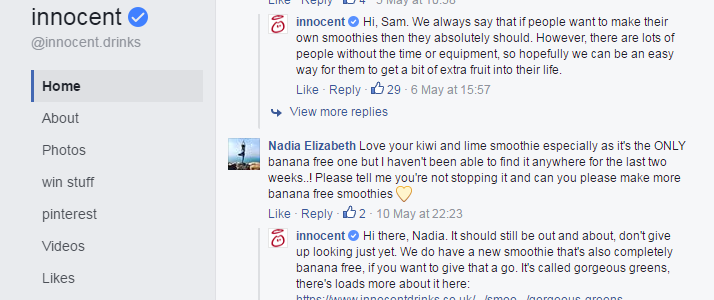 innocent
@innocent.drinks
Home
About
Photos
win stuff
pinterest
Videos
Likes
Like · Reply · 4 · 5 May at 16:56
innocent Hi, Sam. We always say that if people want to make their
own smoothies then they absolutely should. However, there are lots of
people without the time or equipment, so hopefully we can be an easy
way for them to get a bit of extra fruit into their life.
Like · Reply · 29 · 6 May at 15:57
View more replies
Nadia Elizabeth Love your kiwi and lime smoothie especially as it's the ONLY
banana free one but I haven't been able to find it anywhere for the last two
weeks..! Please tell me you're not stopping it and can you please make more
banana free smoothies
Like · Reply · 2 · 10 May at 22:23
innocent Hi there, Nadia. It should still be out and about, don't give
up looking just yet. We do have a new smoothie that's also completely
banana free, if you want to give that a go. It's called gorgeous greens,
there's loads more about it here:
https://www.innocentdrinks.co.uk/.../smoo.../gorgeous-greens